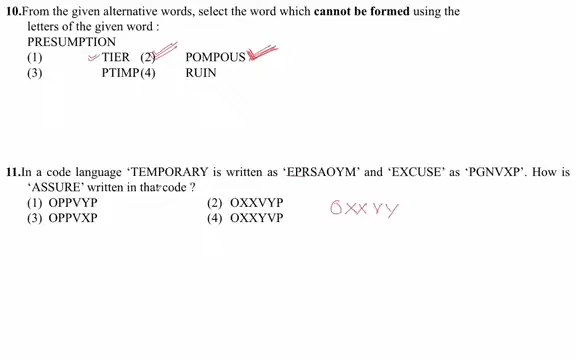 10.From the given alternative words, select the word which cannot be formed using the
letters of the given word :
PRESUMPTION
(1) TIER (2) POMPOUS
(3) PTIMP(4) RUIN
11.In a code language ‘TEMPORARY is written as ‘EPRSAOYM’ and ‘EXCUSE’ as ‘PGNVXP’. How is
‘ASSURE’ written in that code ?
(1) OPPVYP (2) OXXVYP
(3) OPPVXP (4) OXXYVP
OXXVY